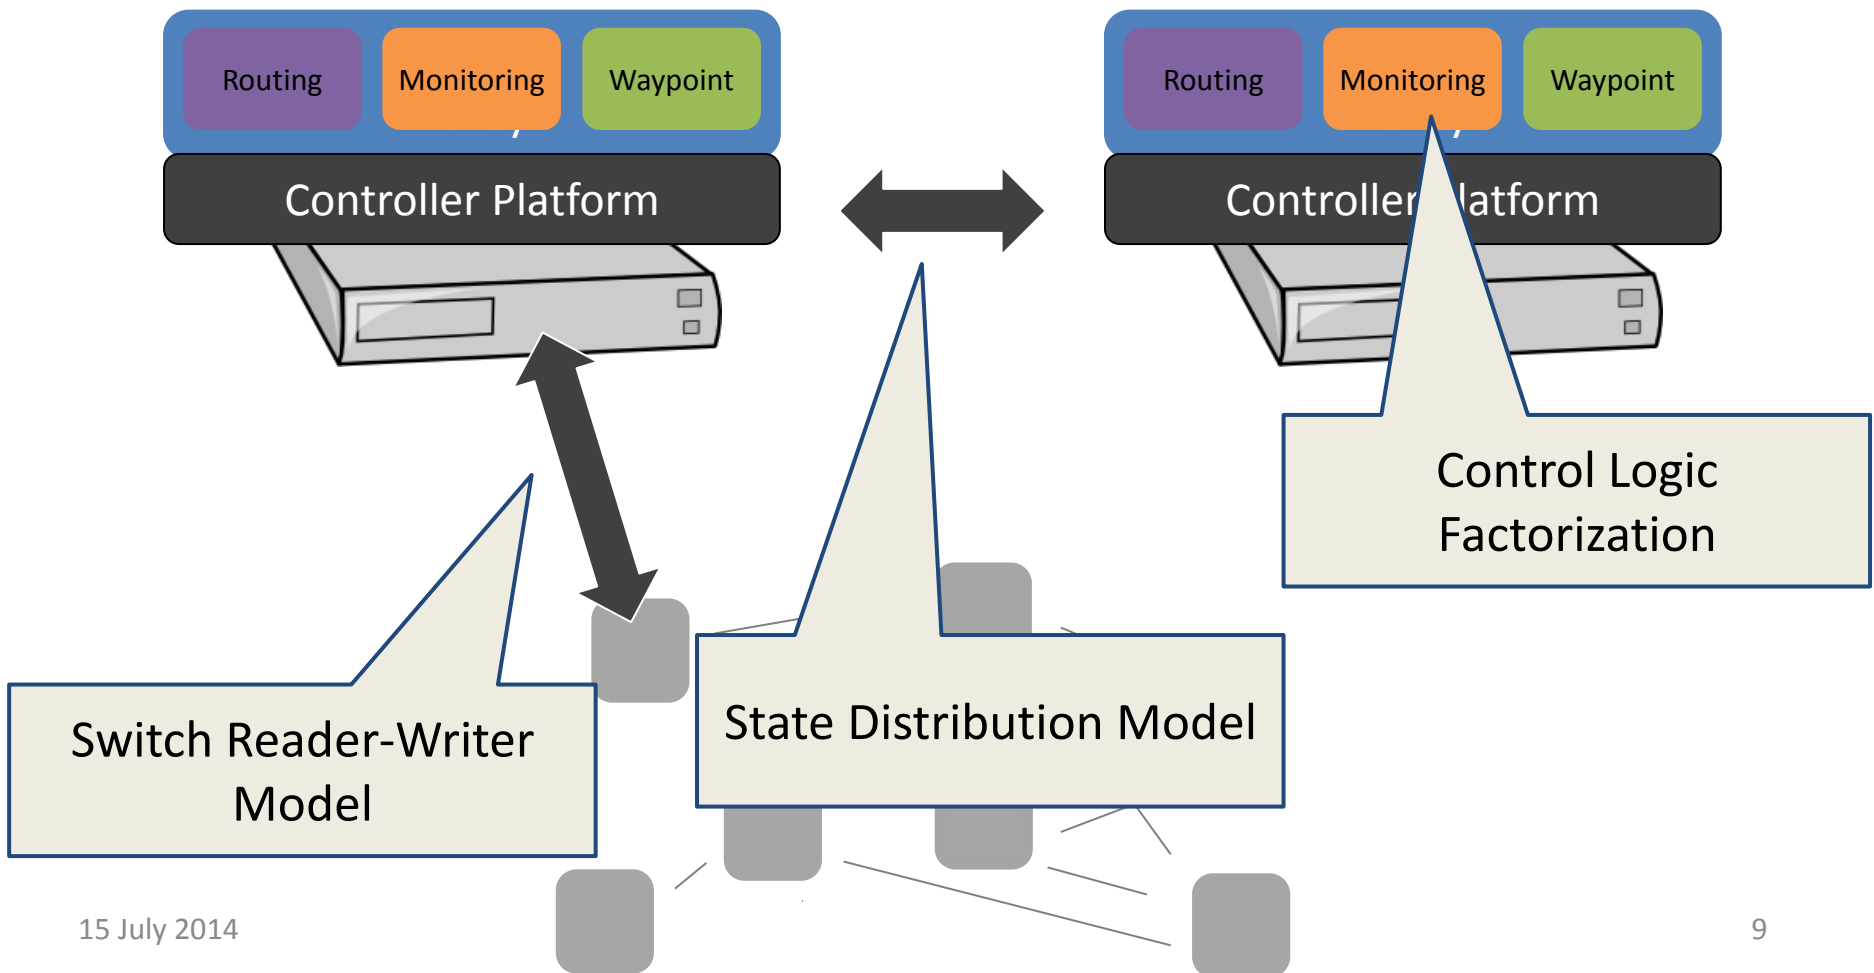 Routing Monitoring Waypoint
Routing Monitoring Waypoint
Controller Platform
Controller latform
Control Logic
Factorization
State Distribution Model
Switch Reader-Writer
Model
15 July 2014
9